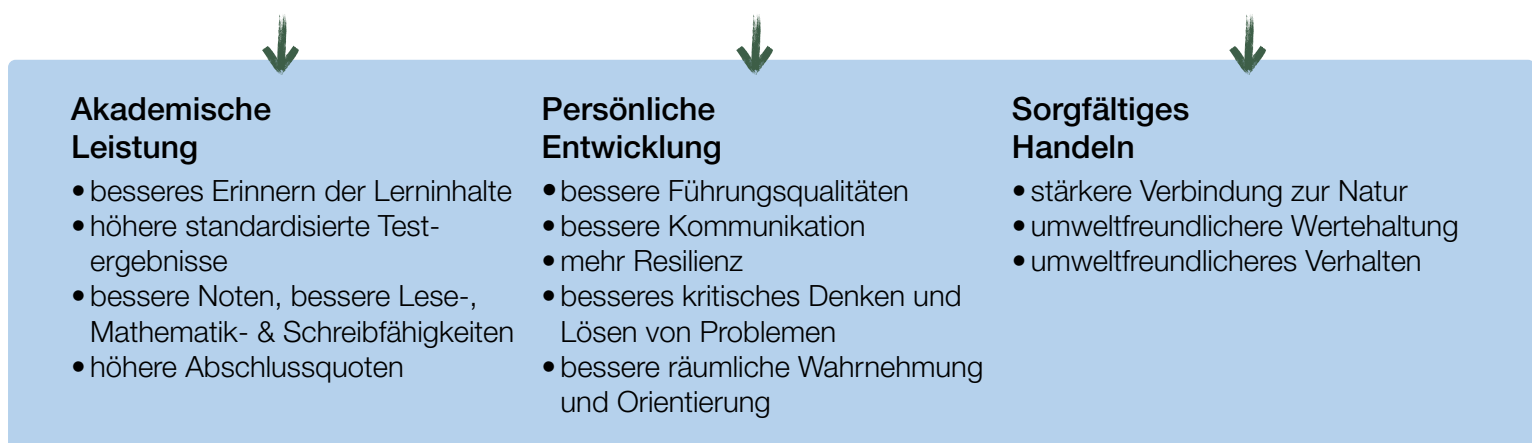 Akademische
Leistung
• besseres Erinnern der Lerninhalte
• höhere standardisierte Test-
ergebnisse
• bessere Noten, bessere Lese-,
Mathematik- & Schreibfähigkeiten
• höhere Abschlussquoten
Persönliche
Entwicklung
• bessere Führungsqualitäten
• bessere Kommunikation
• mehr Resilienz
• besseres kritisches Denken und
Lösen von Problemen
• bessere räumliche Wahrnehmung
und Orientierung
Sorgfältiges
Handeln
• stärkere Verbindung zur Natur
• umweltfreundlichere Wertehaltung
• umweltfreundlicheres Verhalten